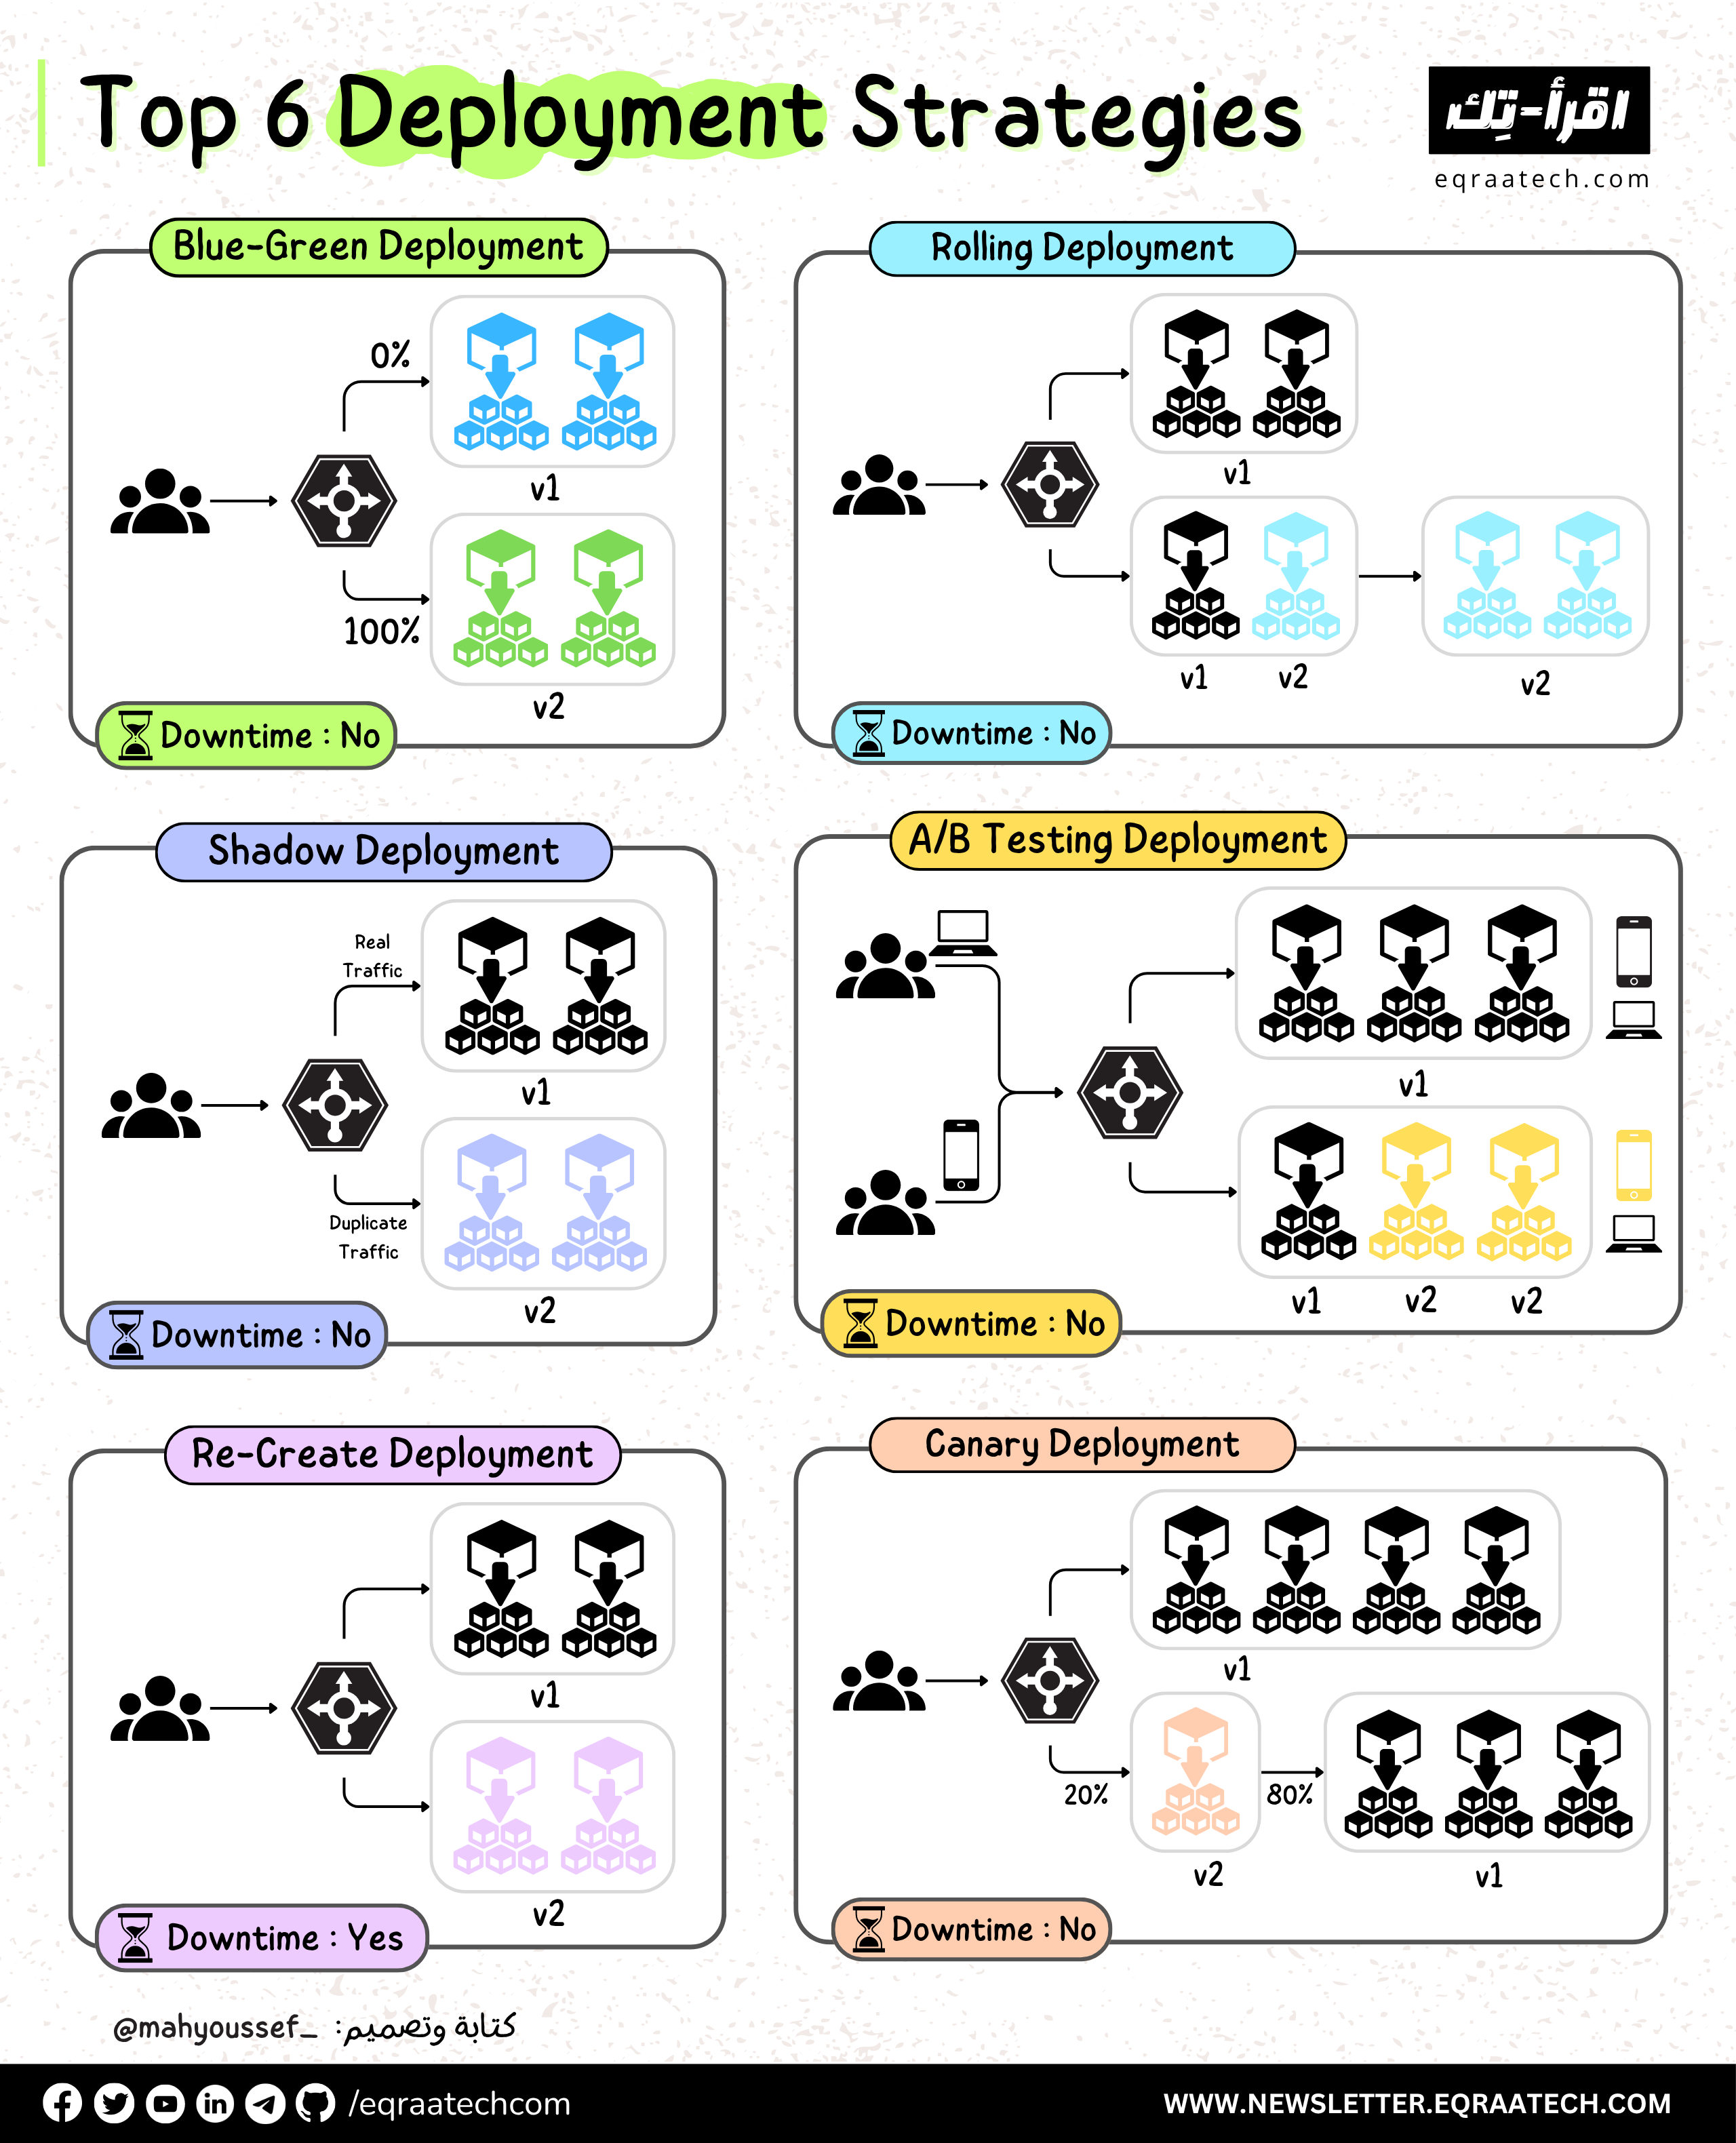 Top 6 Deployment Strategies
اقرأ-تِك
eqraatech.com
Blue-Green Deployment
0%
v1
100%
v2
Downtime : No
Rolling Deployment
v1
v1 v2
v2
Downtime : No
Shadow Deployment
Real
Traffic
v1
Duplicate
Traffic
v2
Downtime : No
A/B Testing Deployment
v1
v1 v2 v2
Downtime : No
Re-Create Deployment
v1
v2
Downtime : Yes
Canary Deployment
v1
20%
80%
v2
v1
Downtime : No
كتابة وتصميم: @mahyoussef_
/eqraatechcom
WWW.NEWSLETTER.EQRAATECH.COM